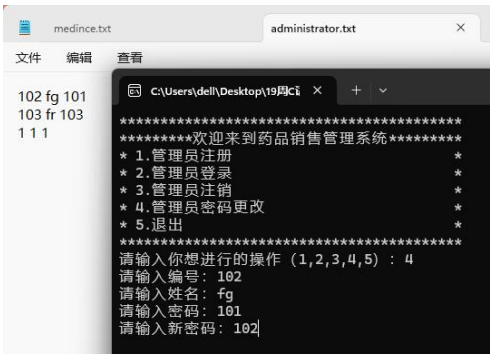 medince.txt
administrator.txt
文件 编辑 查看
102 fg 101
103 fr 103
1 1 1
C:\Users\dell\Desktop\19周C语
******************************************
*********欢迎来到药品销售管理系统*********
* 1.管理员注册 *
* 2.管理员登录 *
* 3.管理员注销 *
* 4.管理员密码更改 *
* 5.退出 *
******************************************
请输入你想进行的操作（1,2,3,4,5）: 4
请输入编号: 102
请输入姓名: fg
请输入密码: 101
请输入新密码: 102